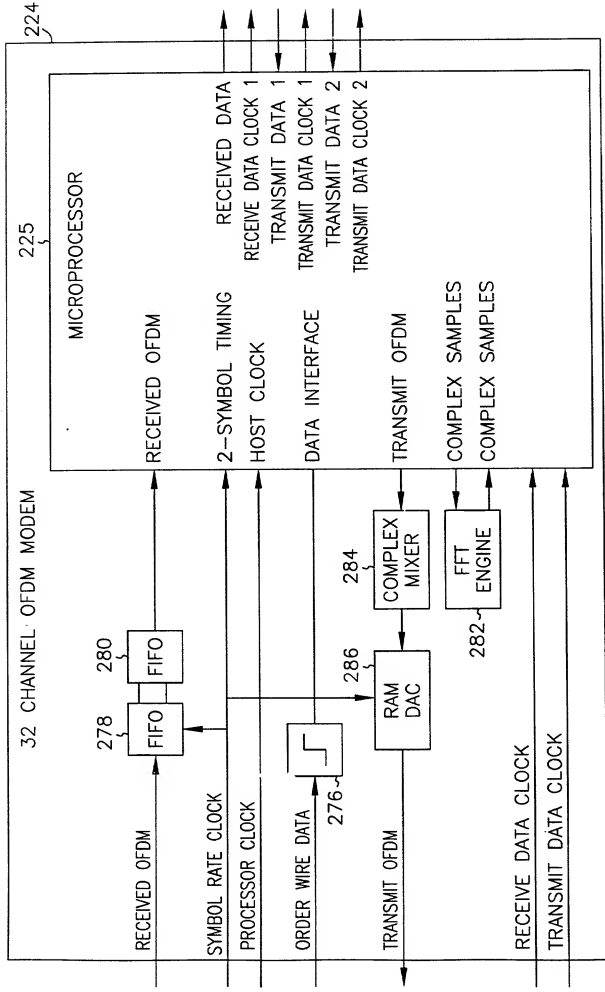 224
32 CHANNEL OFDM MODEM
225
MICROPROCESSOR
RECEIVED OFDM
278
FIFO
280
FIFO
RECEIVED OFDM
SYMBOL RATE CLOCK
2-SYMBOL TIMING
RECEIVED DATA
PROCESSOR CLOCK
HOST CLOCK
RECEIVE DATA CLOCK 1
TRANSMIT DATA 1
ORDER WIRE DATA
276
DATA INTERFACE
TRANSMIT DATA CLOCK 1
TRANSMIT DATA 2
TRANSMIT DATA CLOCK 2
TRANSMIT OFDM
286
RAM
DAC
284
COMPLEX
MIXER
TRANSMIT OFDM
282
FFT
ENGINE
COMPLEX SAMPLES
COMPLEX SAMPLES
RECEIVE DATA CLOCK
TRANSMIT DATA CLOCK